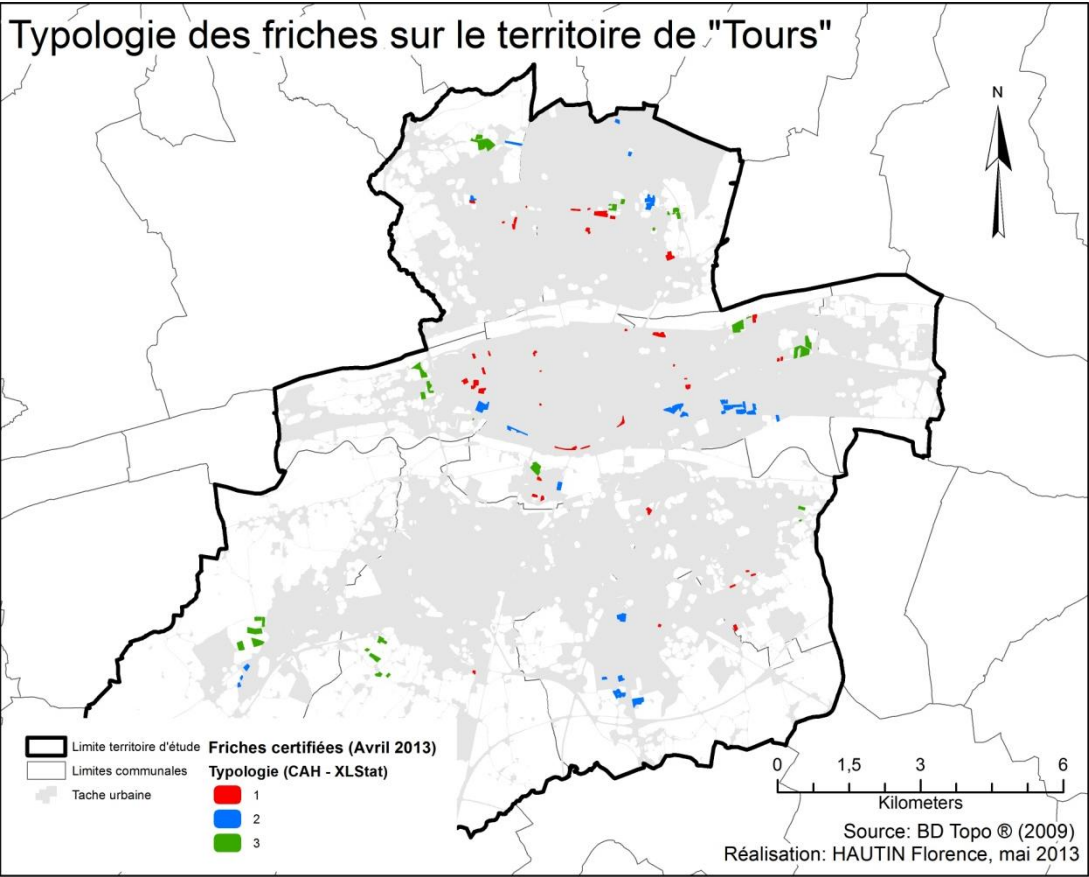 Typologie des friches sur le territoire de "Tours"
N
Limite territoire d'étude
Limites communales
Tache urbaine
Friches certifiées (Avril 2013)
Typologie (CAH - XLStat)
1
2
3
0 1,5 3 6
Kilometers
Source: BD Topo ® (2009)
Réalisation: HAUTIN Florence, mai 2013